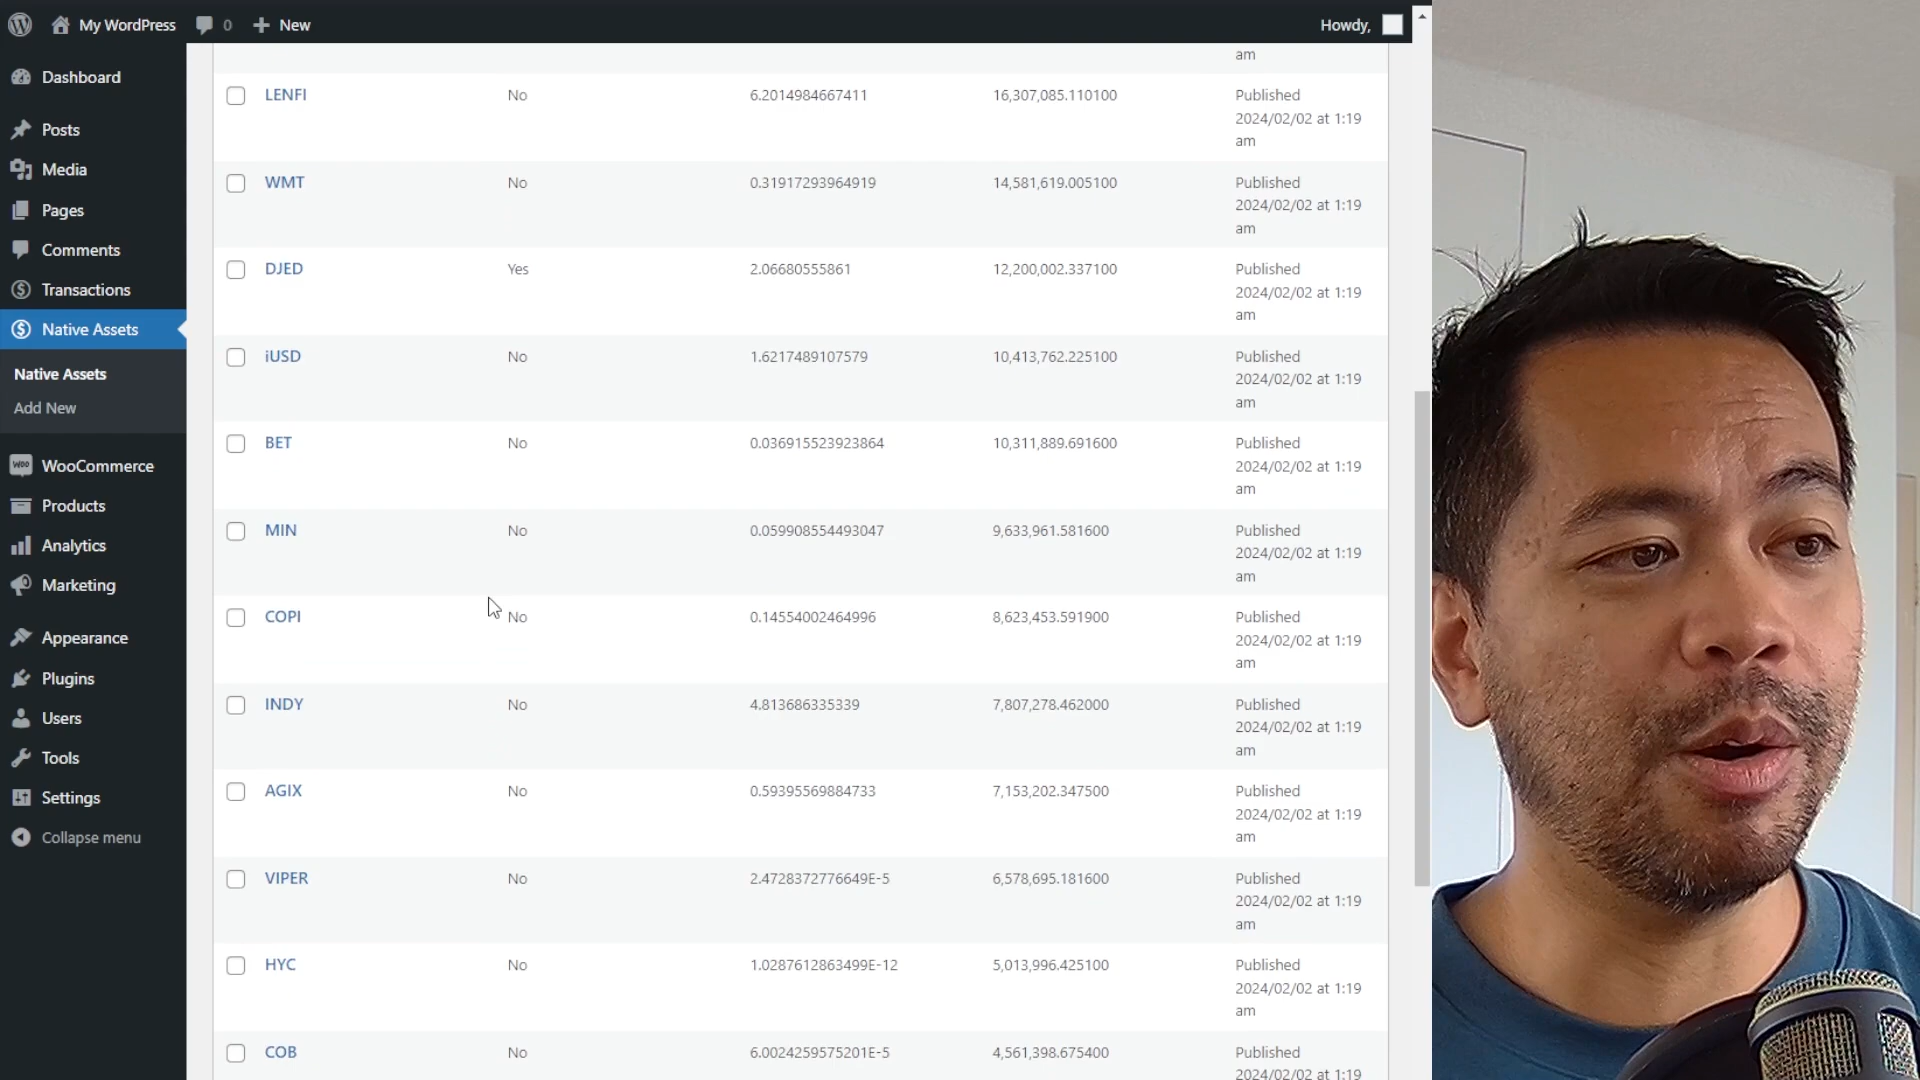 My WordPress 0 New Howdy,
Dashboard
Posts
Media
Pages
Comments
Transactions
Native Assets
Native Assets
Add New
WooCommerce
Products
Analytics
Marketing
Appearance
Plugins
Users
Tools
Settings
Collapse menu
am
LENFI No 6.2014984667411 16,307,085.110100 Published
2024/02/02 at 1:19
am
WMT No 0.31917293964919 14,581,619.005100 Published
2024/02/02 at 1:19
am
DJED Yes 2.06680555861 12,200,002.337100 Published
2024/02/02 at 1:19
am
iUSD No 1.6217489107579 10,413,762.225100 Published
2024/02/02 at 1:19
am
BET No 0.036915523923864 10,311,889.691600 Published
2024/02/02 at 1:19
am
MIN No 0.059908554493047 9,633,961.581600 Published
2024/02/02 at 1:19
am
COPI No 0.14554002464996 8,623,453.591900 Published
2024/02/02 at 1:19
am
INDY No 4.813686335339 7,807,278.462000 Published
2024/02/02 at 1:19
am
AGIX No 0.59395569884733 7,153,202.347500 Published
2024/02/02 at 1:19
am
VIPER No 2.4728372776649E-5 6,578,695.181600 Published
2024/02/02 at 1:19
am
HYC No 1.0287612863499E-12 5,013,996.425100 Published
2024/02/02 at 1:19
am
COB No 6.0024259575201E-5 4,561,398.675400 Published
2024/02/02 at 1:19